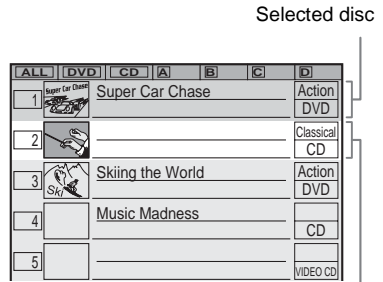 Selected disc
ALL DVD CD A B C D
1 Super Car Chase Super Car Chase Action
DVD
2 Classical
CD
3 Ski Skiing the World Action
DVD
4 Music Madness
CD
5
VIDEO CD